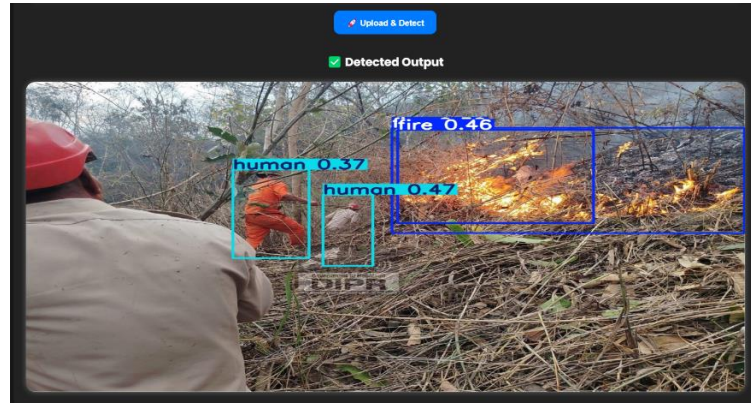 🚀 Upload & Detect
✅ Detected Output
fire 0.46
human 0.37
human 0.47
DIPR